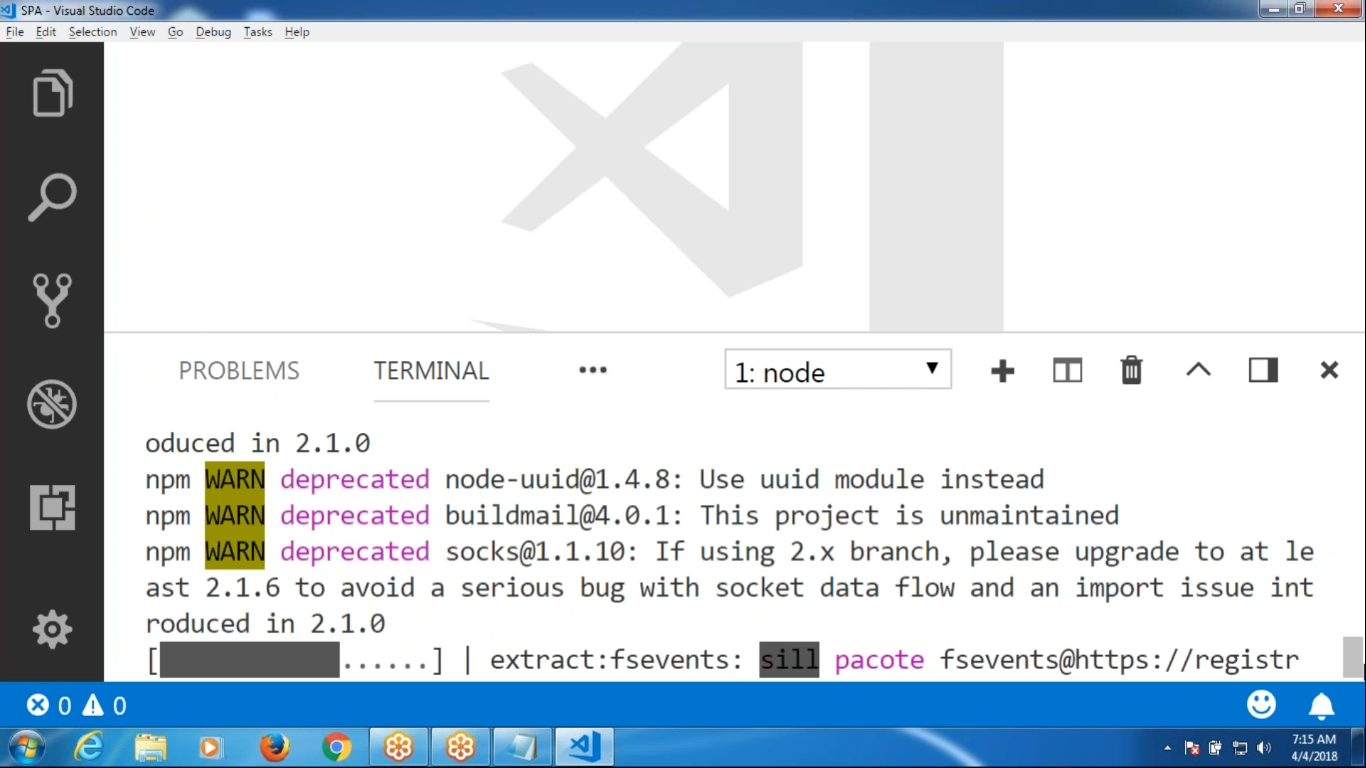 SPA - Visual Studio Code
File Edit Selection View Go Debug Tasks Help
PROBLEMS TERMINAL ••• 1: node
oduced in 2.1.0
npm WARN deprecated node-uuid@1.4.8: Use uuid module instead
npm WARN deprecated buildmail@4.0.1: This project is unmaintained
npm WARN deprecated socks@1.1.10: If using 2.x branch, please upgrade to at le
ast 2.1.6 to avoid a serious bug with socket data flow and an import issue int
roduced in 2.1.0
[ ......] | extract:fsevents: sill pacote fsevents@https://registr
0 0
7:15 AM
4/4/2018